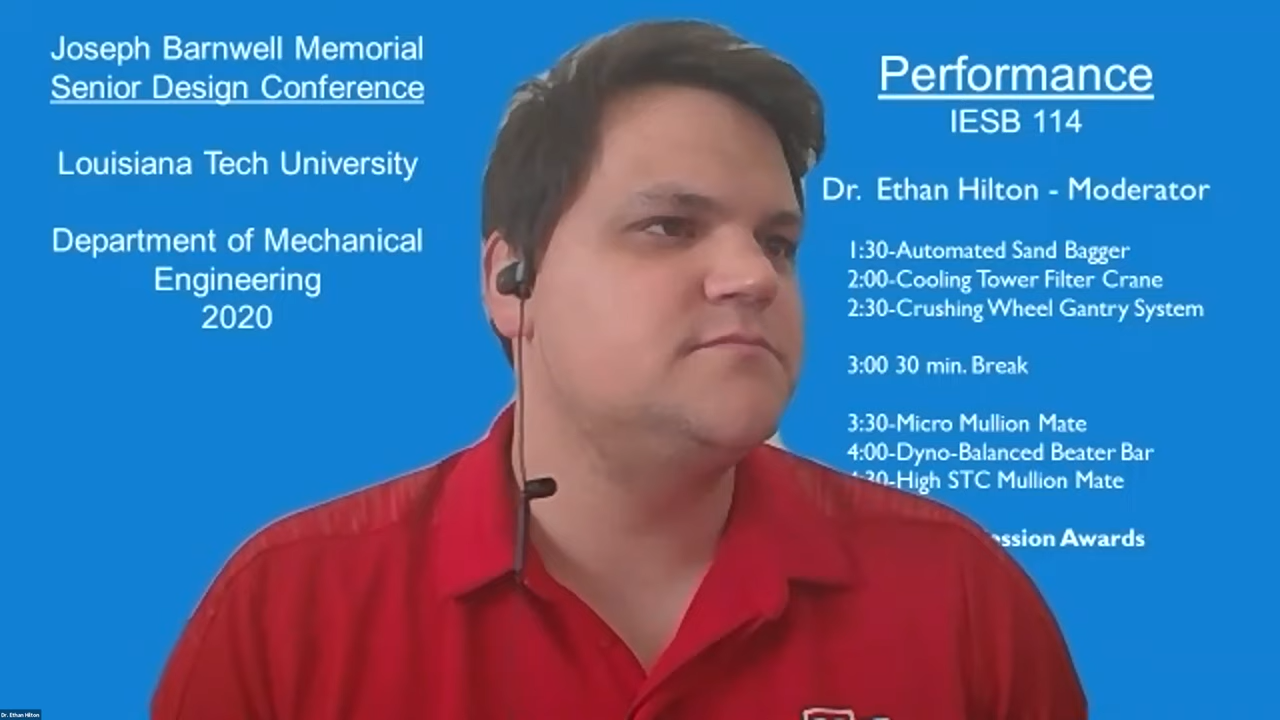 Joseph Barnwell Memorial
Senior Design Conference
Louisiana Tech University
Department of Mechanical
Engineering
2020
Performance
IESB 114
Dr. Ethan Hilton - Moderator
1:30-Automated Sand Bagger
2:00-Cooling Tower Filter Crane
2:30-Crushing Wheel Gantry System
3:00 30 min. Break
3:30-Micro Mullion Mate
4:00-Dyno-Balanced Beater Bar
4:30-High STC Mullion Mate
Awards
Dr. Ethan Hilton